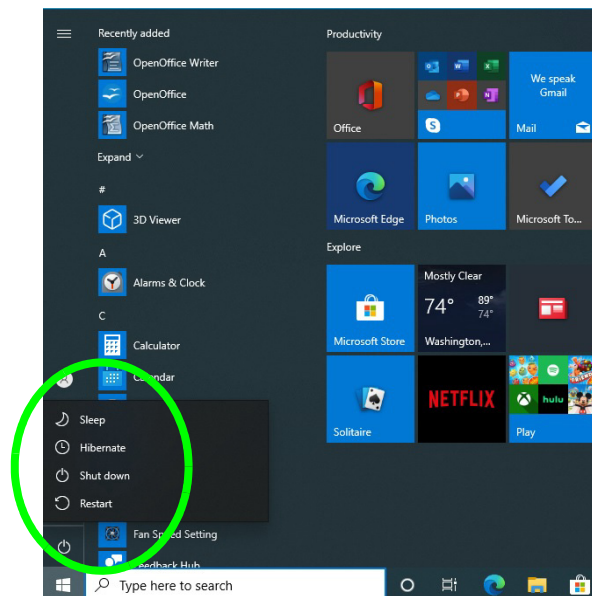 Recently added
OpenOffice Writer
OpenOffice
OpenOffice Math
Expand
#
3D Viewer
A
Alarms & Clock
C
Calculator
Calendar
Sleep
Hibernate
Shut down
Restart
Fan Speed Setting
Feedback Hub
Type here to search
Productivity
Office
We speak
Gmail
Mail
Microsoft Edge
Photos
Microsoft To...
Explore
Microsoft Store
Mostly Clear
74°
89°
74°
Washington,...
Solitaire
NETFLIX
hulu
Play